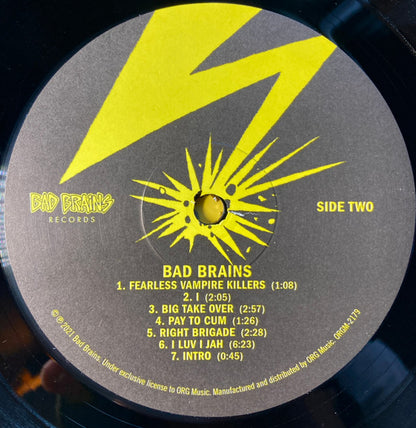 BAD BRAINS
RECORDS
SIDE TWO
BAD BRAINS
1. FEARLESS VAMPIRE KILLERS (1:08)
2. I (2:05)
3. BIG TAKE OVER (2:57)
4. PAY TO CUM (1:26)
5. RIGHT BRIGADE (2:28)
6. I LUV I JAH (6:23)
7. INTRO (0:45)
© ℗ 2021 Bad Brains. Under exclusive license to ORG Music. Manufactured and distributed by ORG Music. ORGM-2179